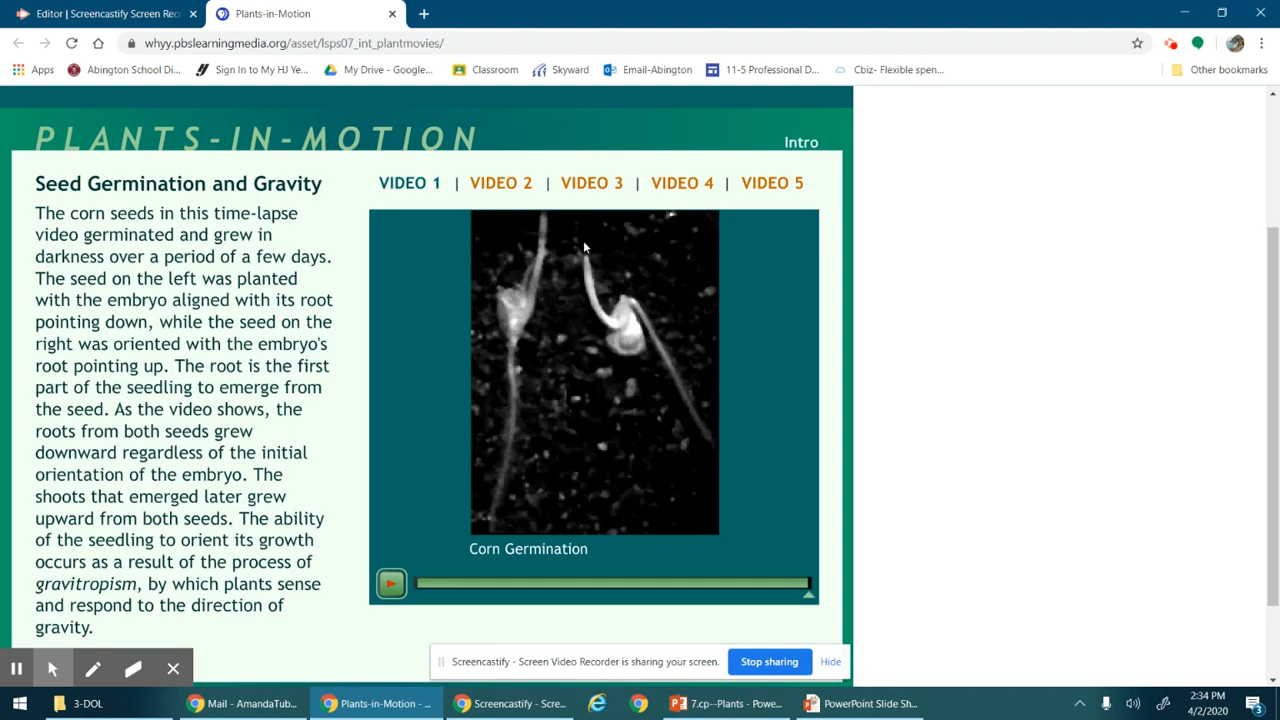 Editor | Screencastify Screen Rec
Plants-in-Motion
whyy.pbslearningmedia.org/asset/lsps07_int_plantmovies/
Apps
Abington School Di...
Sign In to My HJ Ye...
My Drive - Google...
Classroom
Skyward
Email-Abington
11-5 Professional D...
Cbiz- Flexible spen...
Other bookmarks
PLANTS-IN-MOTION
Intro
Seed Germination and Gravity
The corn seeds in this time-lapse
video germinated and grew in
darkness over a period of a few days.
The seed on the left was planted
with the embryo aligned with its root
pointing down, while the seed on the
right was oriented with the embryo's
root pointing up. The root is the first
part of the seedling to emerge from
the seed. As the video shows, the
roots from both seeds grew
downward regardless of the initial
orientation of the embryo. The
shoots that emerged later grew
upward from both seeds. The ability
of the seedling to orient its growth
occurs as a result of the process of
gravitropism, by which plants sense
and respond to the direction of
gravity.
VIDEO 1 | VIDEO 2 | VIDEO 3 | VIDEO 4 | VIDEO 5
Corn Germination
Screencastify - Screen Video Recorder is sharing your screen.
Stop sharing
Hide
3-DOL
Mail - AmandaTub...
Plants-in-Motion - ...
Screencastify - Scre...
7.cp--Plants - Powe...
PowerPoint Slide Sh...
2:34 PM
4/2/2020
3